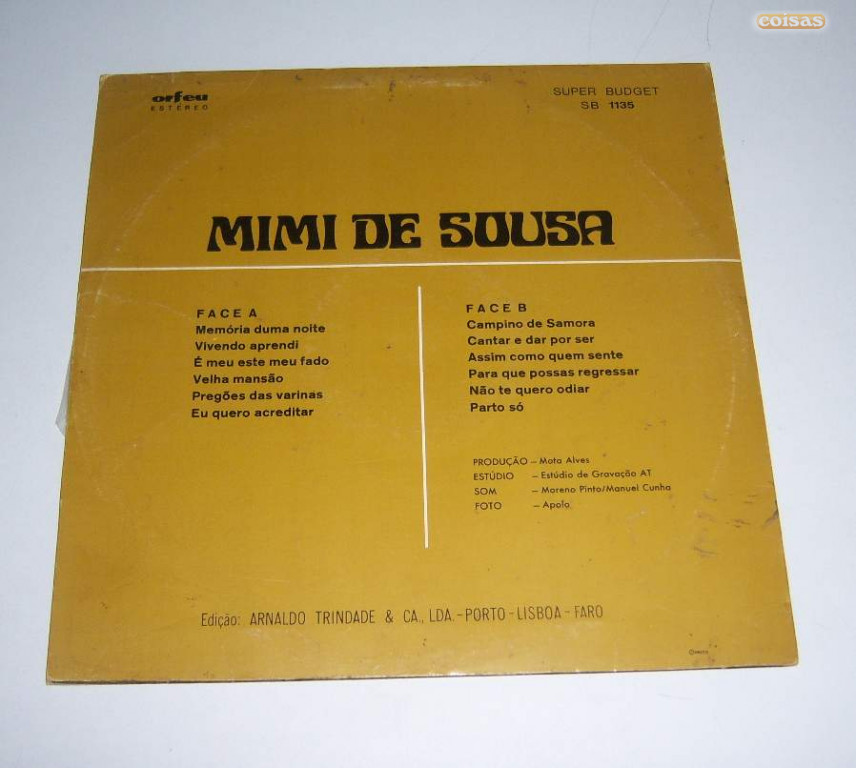 coisas
orfeu
ESTÉREO
SUPER BUDGET
SB 1135
MIMI DE SOUSA
FACE A
Memória duma noite
Vivendo aprendi
É meu este meu fado
Velha mansão
Pregões das varinas
Eu quero acreditar
FACE B
Campino de Samora
Cantar e dar por ser
Assim como quem sente
Para que possas regressar
Não te quero odiar
Parto só
PRODUÇÃO – Mota Alves
ESTÚDIO – Estúdio de Gravação AT
SOM – Moreno Pinto/Manuel Cunha
FOTO – Apolo
Edição: ARNALDO TRINDADE & CA., LDA. - PORTO - LISBOA - FARO